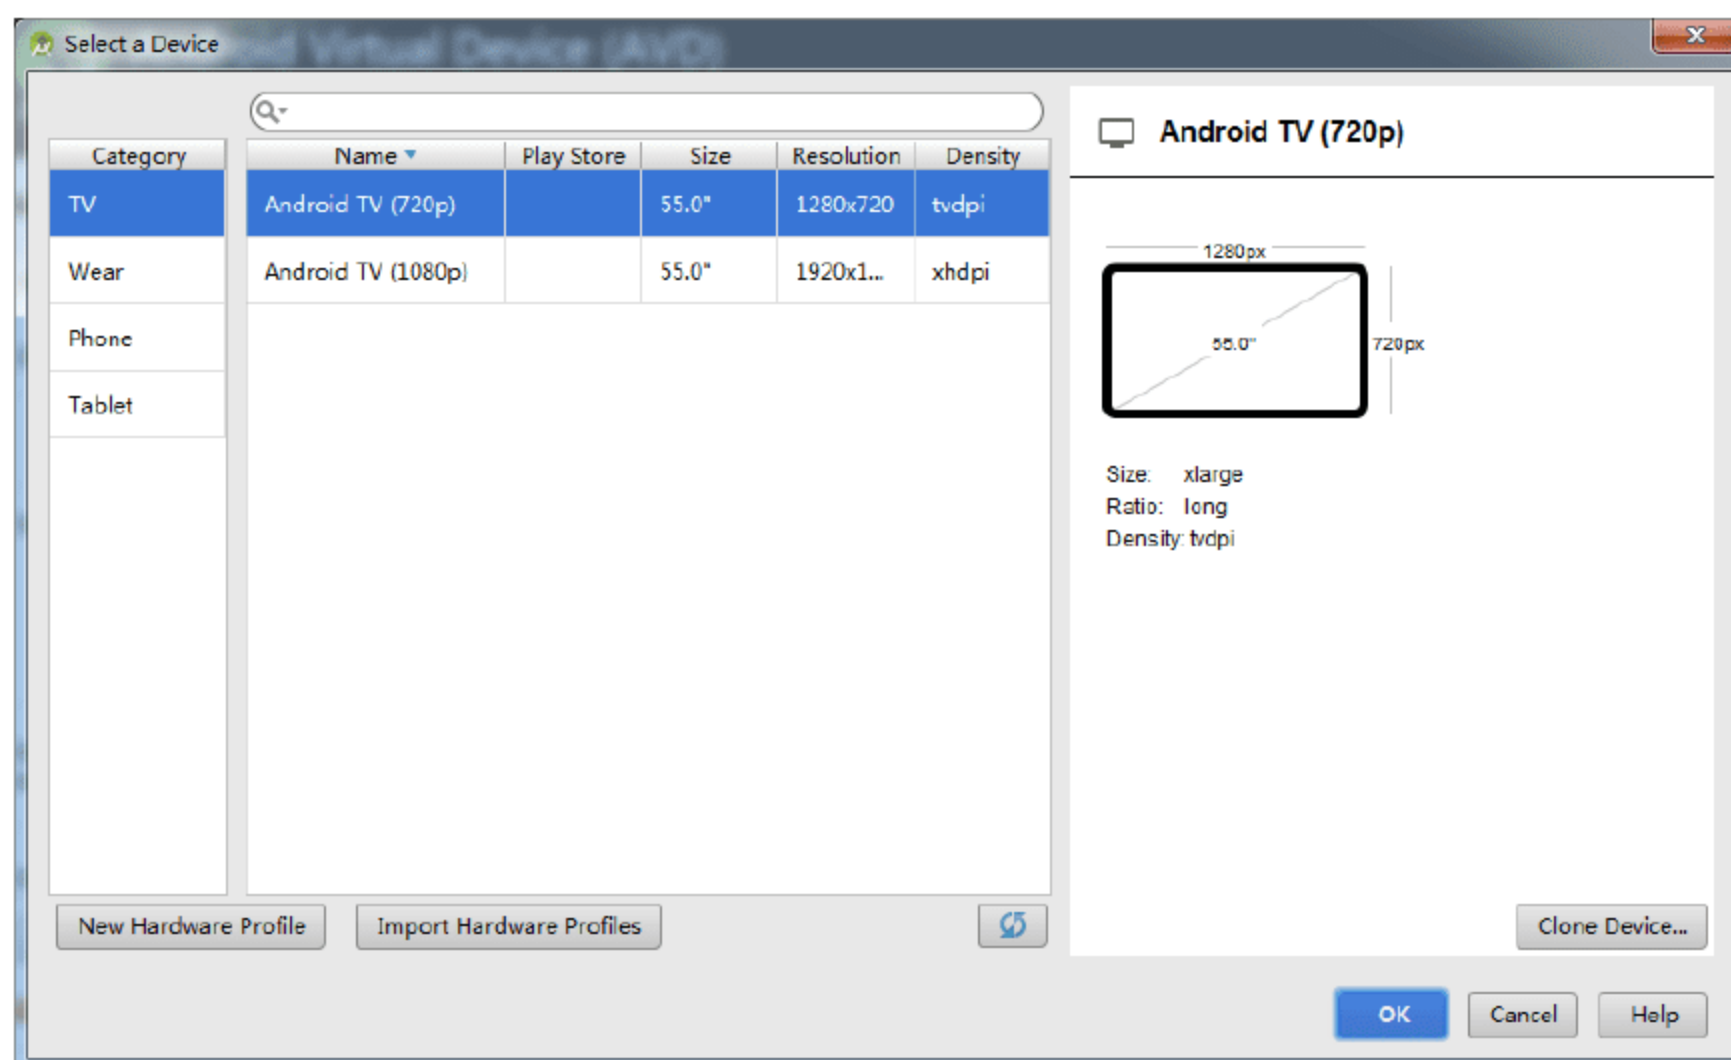 Select a Device
Category
Name
Play Store
Size
Resolution
Density
TV
Android TV (720p)
55.0"
1280x720
tvdpi
Wear
Android TV (1080p)
55.0"
1920x1...
xhdpi
Phone
Tablet
New Hardware Profile
Import Hardware Profiles
Android TV (720p)
1280px
55.0"
720px
Size: xlarge
Ratio: long
Density: tvdpi
Clone Device...
OK
Cancel
Help